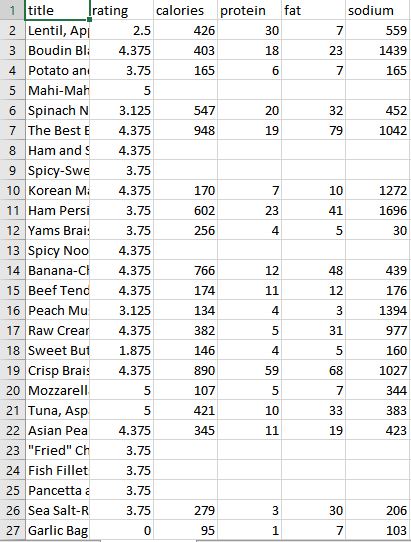 1 title rating calories protein fat sodium
2 Lentil, App 2.5 426 30 7 559
3 Boudin Bla 4.375 403 18 23 1439
4 Potato and 3.75 165 6 7 165
5 Mahi-Mah 5
6 Spinach N 3.125 547 20 32 452
7 The Best B 4.375 948 19 79 1042
8 Ham and S 4.375
9 Spicy-Swe 3.75
10 Korean Ma 4.375 170 7 10 1272
11 Ham Persi 3.75 602 23 41 1696
12 Yams Brais 3.75 256 4 5 30
13 Spicy Noo 4.375
14 Banana-Ch 4.375 766 12 48 439
15 Beef Tend 4.375 174 11 12 176
16 Peach Mus 3.125 134 4 3 1394
17 Raw Crear 4.375 382 5 31 977
18 Sweet But 1.875 146 4 5 160
19 Crisp Brais 4.375 890 59 68 1027
20 Mozzarell 5 107 5 7 344
21 Tuna, Asp 5 421 10 33 383
22 Asian Pea 4.375 345 11 19 423
23 "Fried" Ch 3.75
24 Fish Fillet 3.75
25 Pancetta a 3.75
26 Sea Salt-R 3.75 279 3 30 206
27 Garlic Bag 0 95 1 7 103